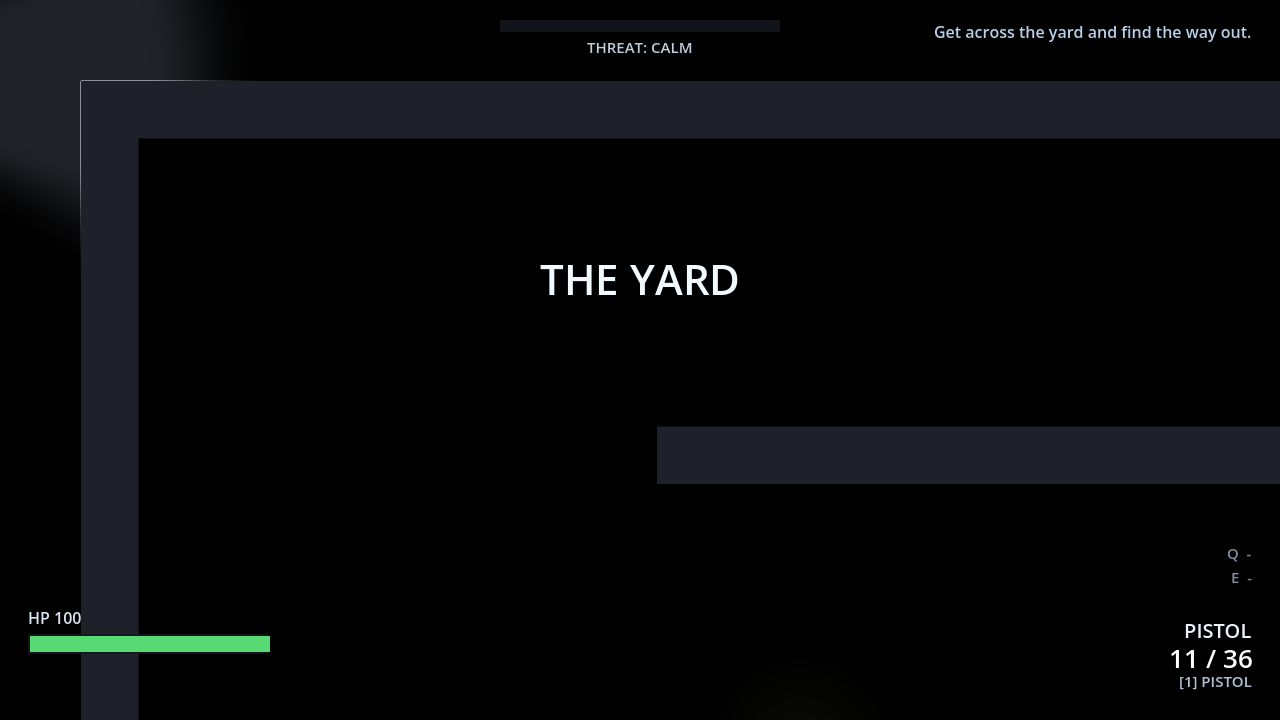 THREAT: CALM
Get across the yard and find the way out.
THE YARD
Q -
E -
HP 100
PISTOL
11 / 36
[1] PISTOL